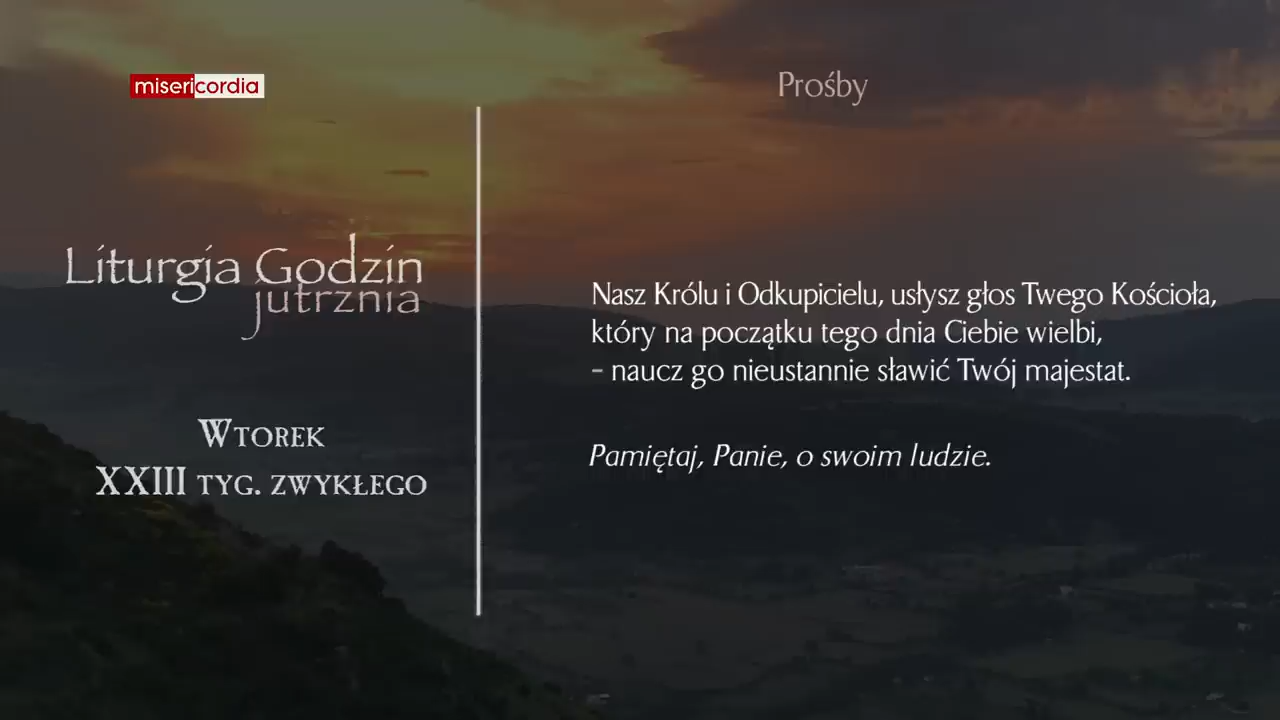 misericordia
Prośby
Liturgia Godzin
jutrznia
Wtorek
XXIII tyg. zwykłego
Nasz Królu i Odkupicielu, usłysz głos Twego Kościoła,
który na początku tego dnia Ciebie wielbi,
– naucz go nieustannie sławić Twój majestat.
Pamiętaj, Panie, o swoim ludzie.